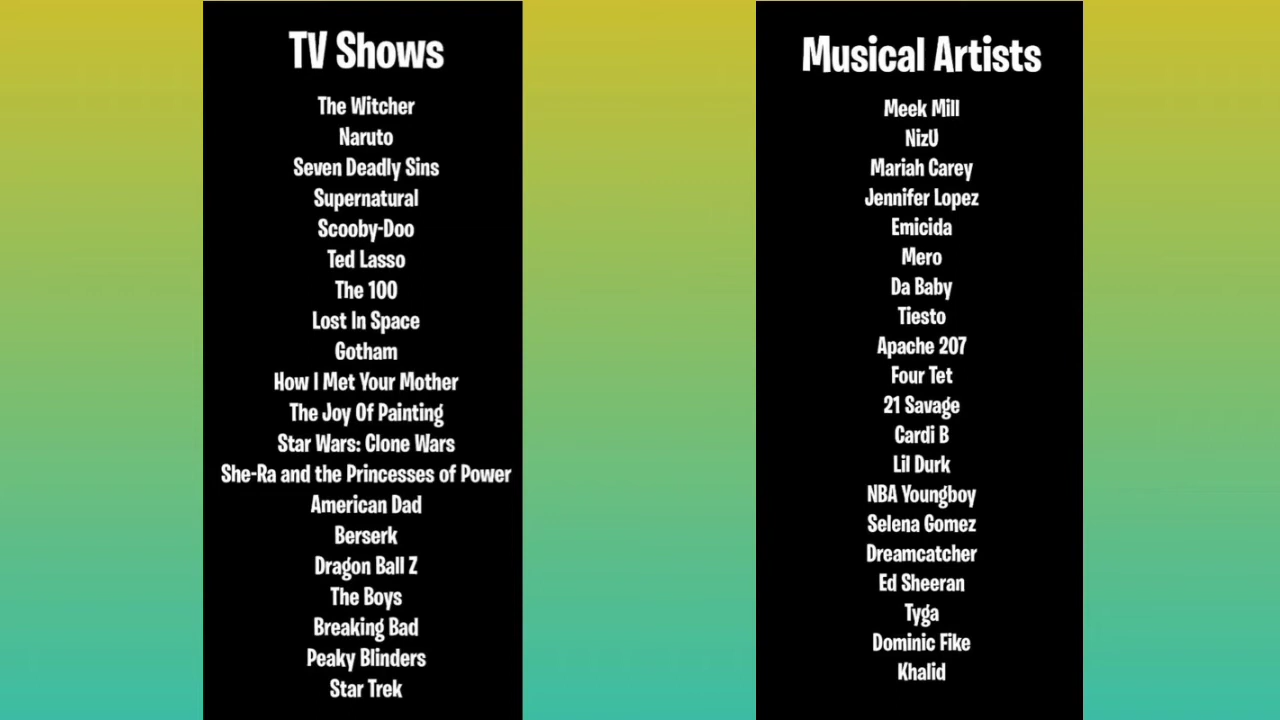 TV Shows
The Witcher
Naruto
Seven Deadly Sins
Supernatural
Scooby-Doo
Ted Lasso
The 100
Lost In Space
Gotham
How I Met Your Mother
The Joy Of Painting
Star Wars: Clone Wars
She-Ra and the Princesses of Power
American Dad
Berserk
Dragon Ball Z
The Boys
Breaking Bad
Peaky Blinders
Star Trek
Musical Artists
Meek Mill
NizU
Mariah Carey
Jennifer Lopez
Emicida
Mero
Da Baby
Tiesto
Apache 207
Four Tet
21 Savage
Cardi B
Lil Durk
NBA Youngboy
Selena Gomez
Dreamcatcher
Ed Sheeran
Tyga
Dominic Fike
Khalid